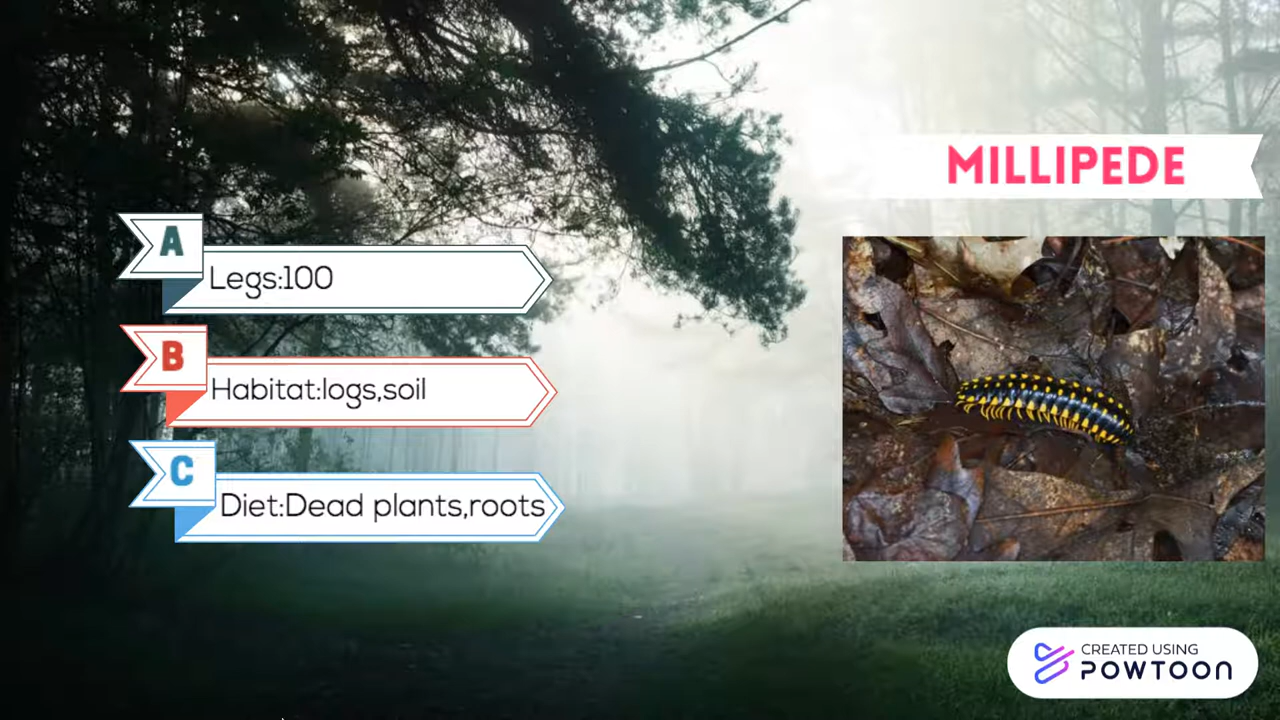 MILLIPEDE
A
Legs:100
B
Habitat:logs,soil
C
Diet:Dead plants,roots
CREATED USING
POWTOON